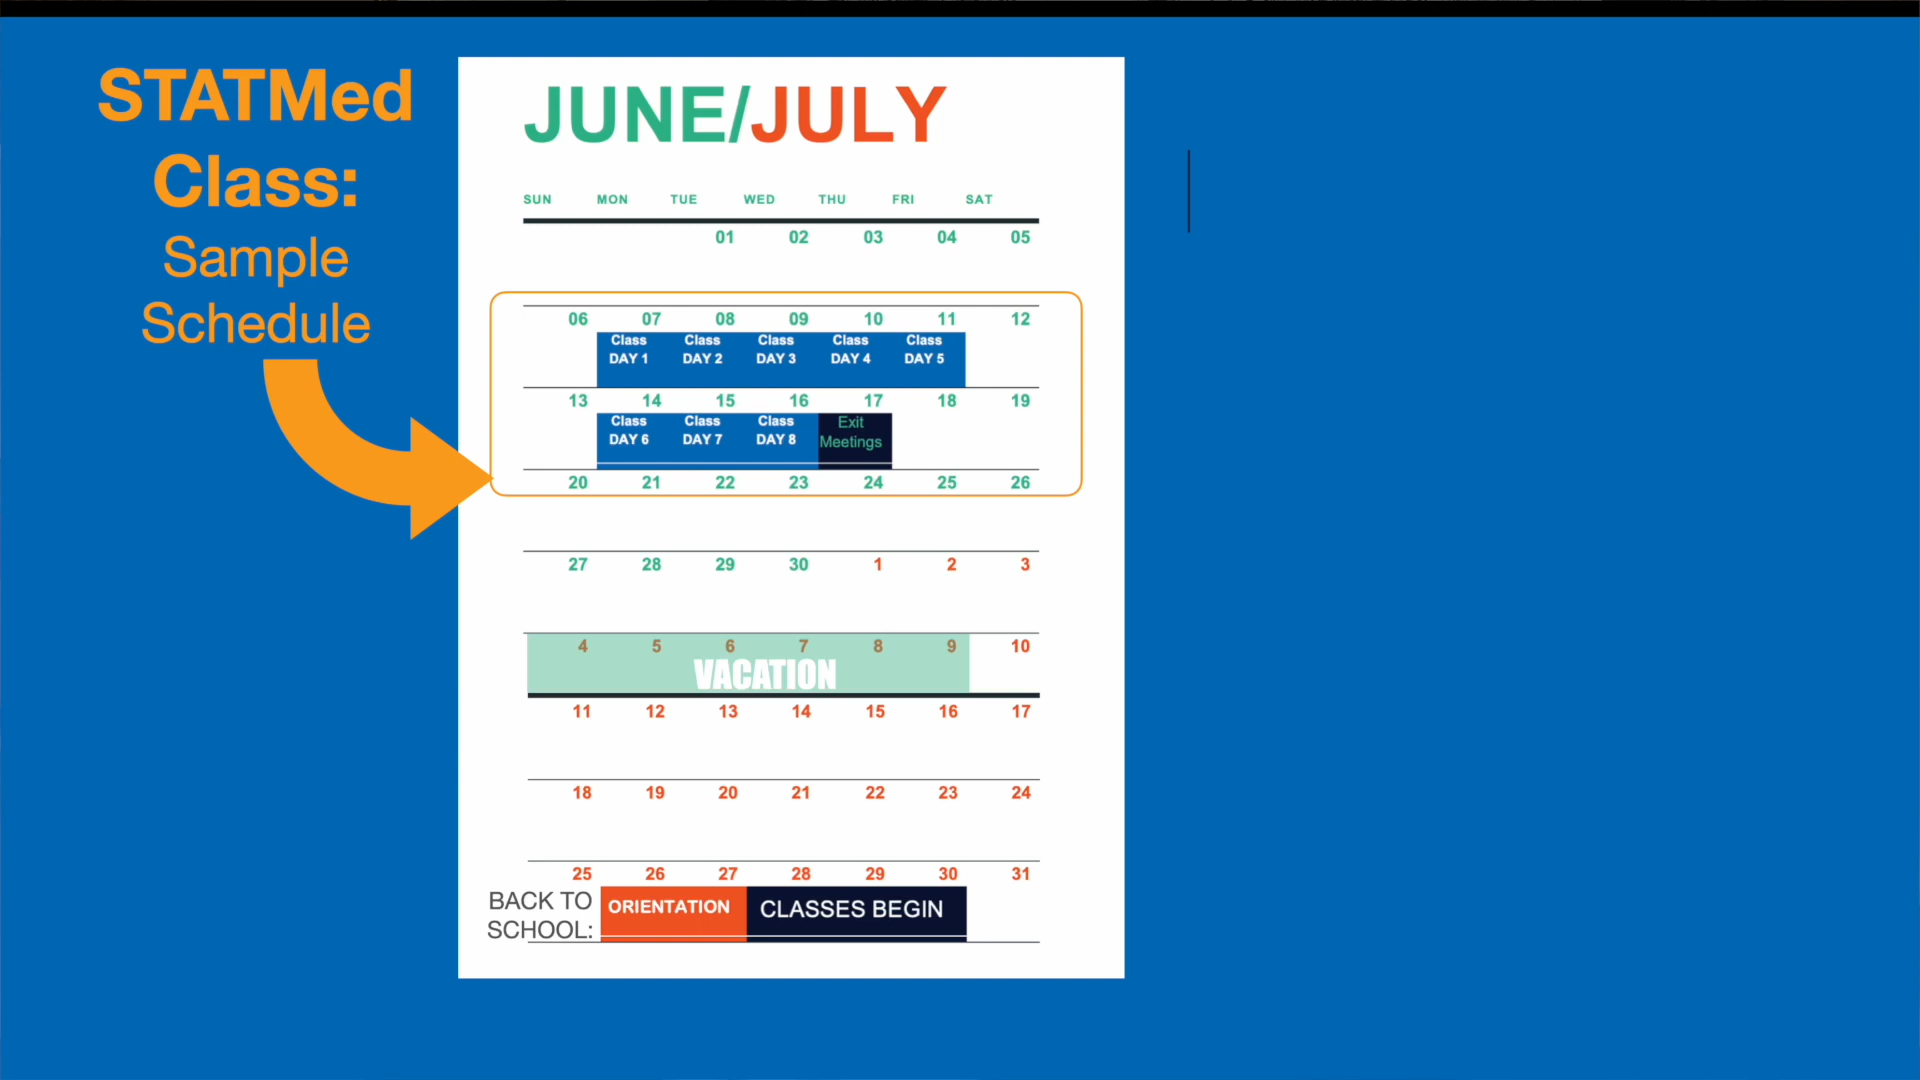 STATMed
Class:
Sample
Schedule
JUNE/JULY
SUN MON TUE WED THU FRI SAT
01 02 03 04 05
06 07 08 09 10 11 12
Class Class Class Class Class
DAY 1 DAY 2 DAY 3 DAY 4 DAY 5
13 14 15 16 17 18 19
Class Class Class Exit
DAY 6 DAY 7 DAY 8 Meetings
20 21 22 23 24 25 26
27 28 29 30 1 2 3
4 5 6 7 8 9 10
VACATION
11 12 13 14 15 16 17
18 19 20 21 22 23 24
25 26 27 28 29 30 31
BACK TO ORIENTATION CLASSES BEGIN
SCHOOL: